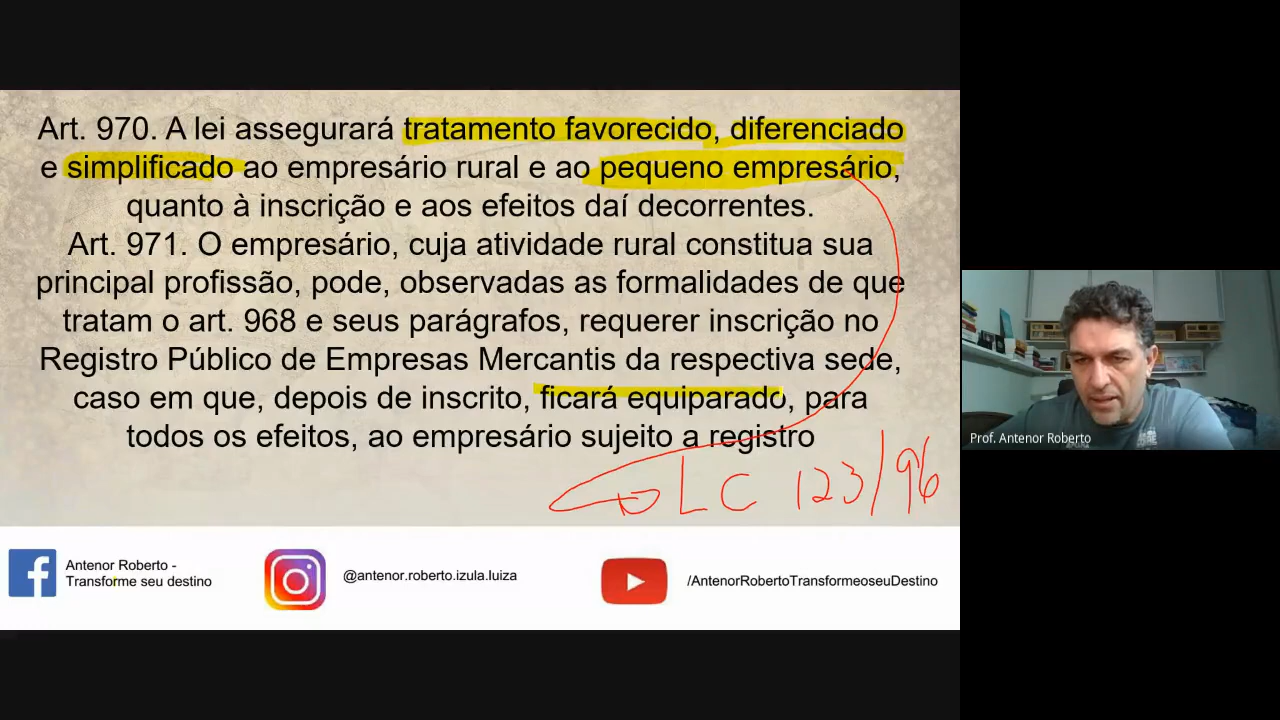 Art. 970. A lei assegurará tratamento favorecido, diferenciado
e simplificado ao empresário rural e ao pequeno empresário,
quanto à inscrição e aos efeitos daí decorrentes.
Art. 971. O empresário, cuja atividade rural constitua sua
principal profissão, pode, observadas as formalidades de que
tratam o art. 968 e seus parágrafos, requerer inscrição no
Registro Público de Empresas Mercantis da respectiva sede,
caso em que, depois de inscrito, ficará equiparado, para
todos os efeitos, ao empresário sujeito a registro
LC 123/96
Prof. Antenor Roberto
Antenor Roberto -
Transforme seu destino
@antenor.roberto.izula.luiza
/AntenorRobertoTransformeoseuDestino